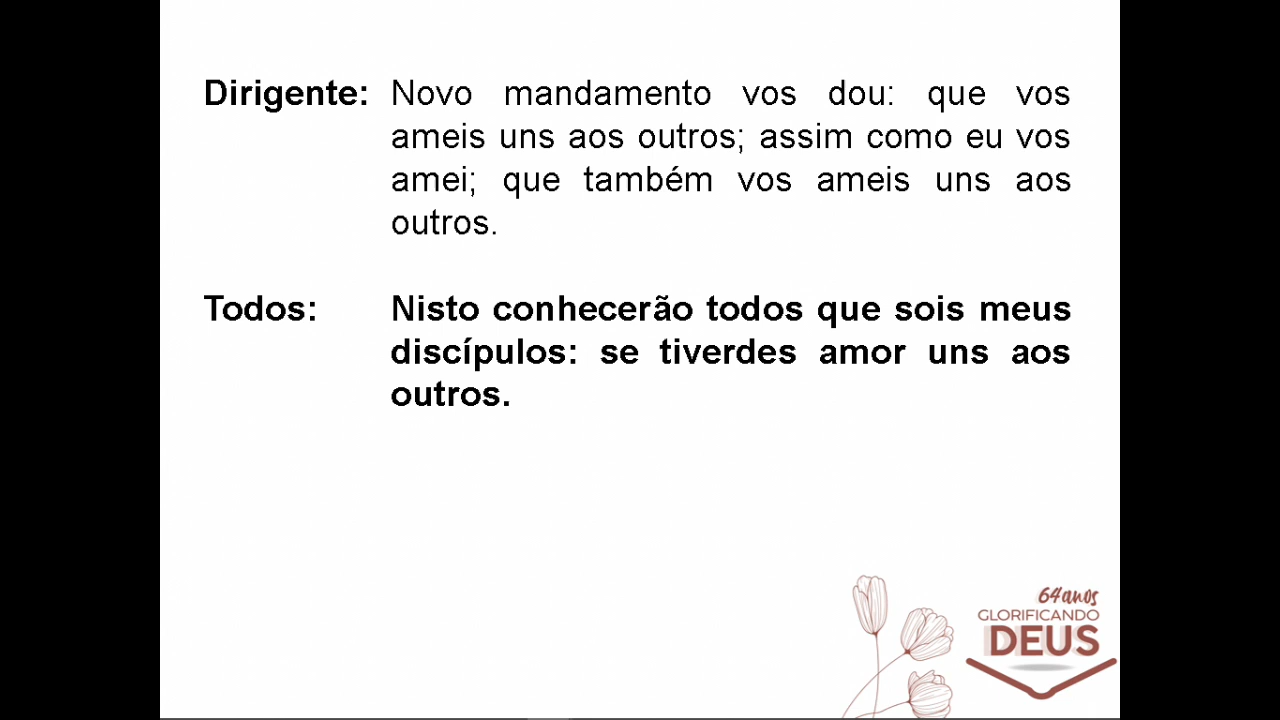 Dirigente: Novo mandamento vos dou: que vos
ameis uns aos outros; assim como eu vos
amei; que também vos ameis uns aos
outros.
Todos: Nisto conhecerão todos que sois meus
discípulos: se tiverdes amor uns aos
outros.
64 anos
GLORIFICANDO
DEUS